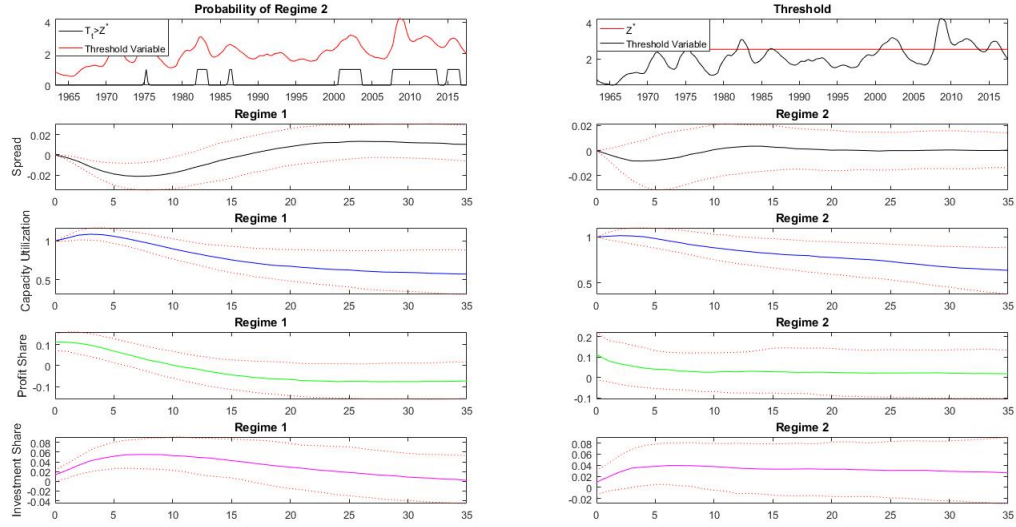 Probability of Regime 2
4
2
0
T_t>Z^*
Threshold Variable
1965 1970 1975 1980 1985 1990 1995 2000 2005 2010 2015
Threshold
4
2
Z^*
Threshold Variable
1965 1970 1975 1980 1985 1990 1995 2000 2005 2010 2015
Regime 1
Spread
0.02
0
-0.02
0 5 10 15 20 25 30 35
Regime 2
0.02
0
-0.02
0 5 10 15 20 25 30 35
Regime 1
Capacity Utilization
1
0.5
0 5 10 15 20 25 30 35
Regime 2
1
0.5
0 5 10 15 20 25 30 35
Regime 1
Profit Share
0.1
0
-0.1
0 5 10 15 20 25 30 35
Regime 2
0.2
0.1
0
-0.1
0 5 10 15 20 25 30 35
Regime 1
Investment Share
0.08
0.06
0.04
0.02
0
-0.02
-0.04
0 5 10 15 20 25 30 35
Regime 2
0.08
0.06
0.04
0.02
0
-0.02
0 5 10 15 20 25 30 35